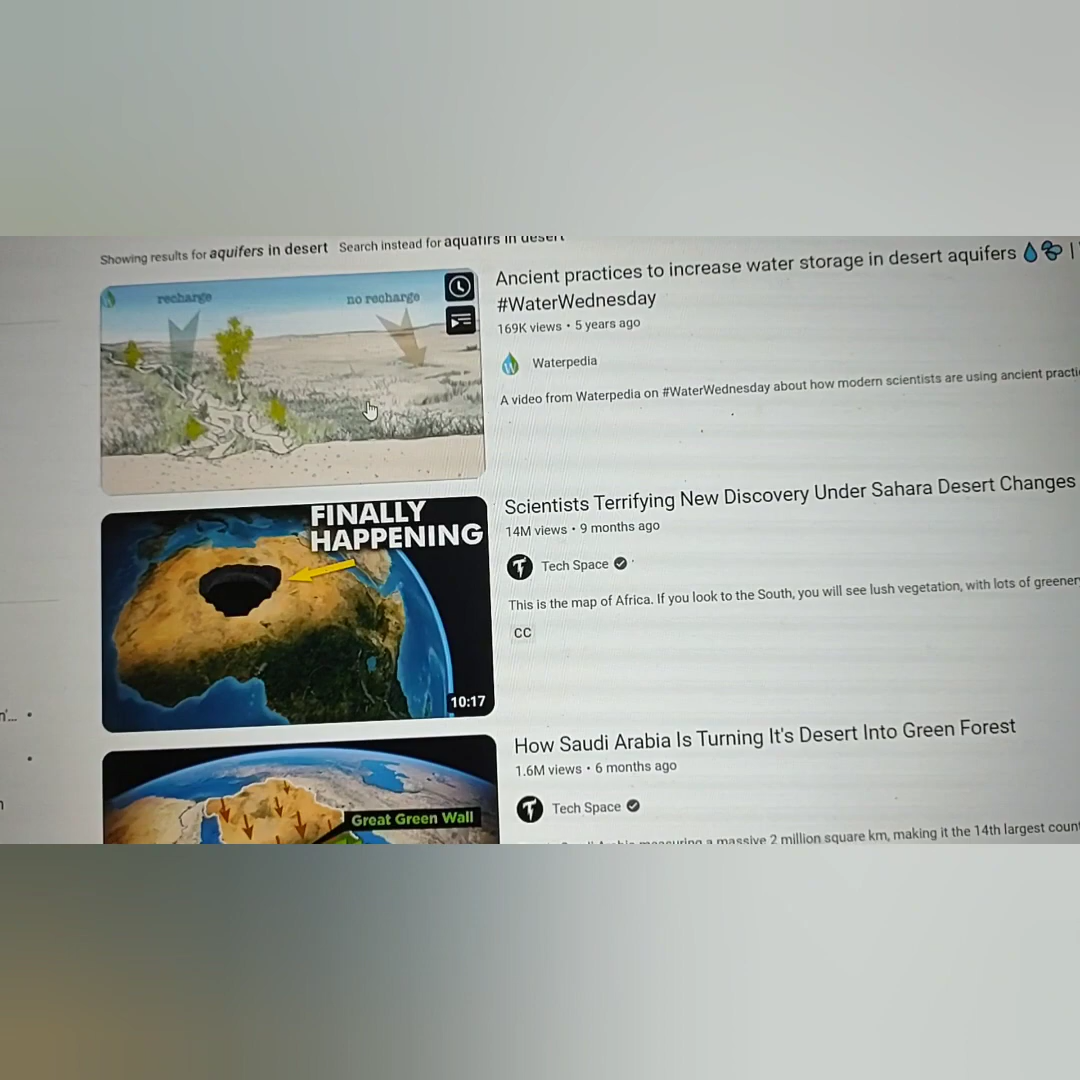 Showing results for aquifers in desert Search instead for aquafirs in desert
recharge
no recharge
Ancient practices to increase water storage in desert aquifers 💧💨 |
#WaterWednesday
169K views • 5 years ago
Waterpedia
A video from Waterpedia on #WaterWednesday about how modern scientists are using ancient
FINALLY
HAPPENING
10:17
Scientists Terrifying New Discovery Under Sahara Desert Changes
14M views • 9 months ago
Tech Space
This is the map of Africa. If you look to the South, you will see lush vegetation, with lots of
CC
Great Green Wall
How Saudi Arabia Is Turning It's Desert Into Green Forest
1.6M views • 6 months ago
Tech Space
a massive 2 million square km, making it the 14th largest